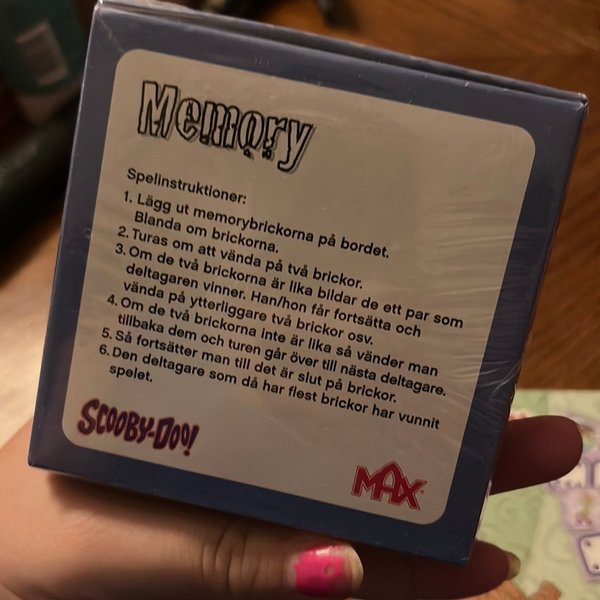 Memory
Spelinstruktioner:
1. Lägg ut memorybrickorna på bordet.
Blanda om brickorna.
2. Turas om att vända på två brickor.
3. Om de två brickorna är lika bildar de ett par som
deltagaren vinner. Han/hon får fortsätta och
vända på ytterliggare två brickor osv.
4. Om de två brickorna inte är lika så vänder man
tillbaka dem och turen går över till nästa deltagare.
5. Så fortsätter man till det är slut på brickor.
6. Den deltagare som då har flest brickor har vunnit
spelet.
SCOOBY-DOO!
MAX